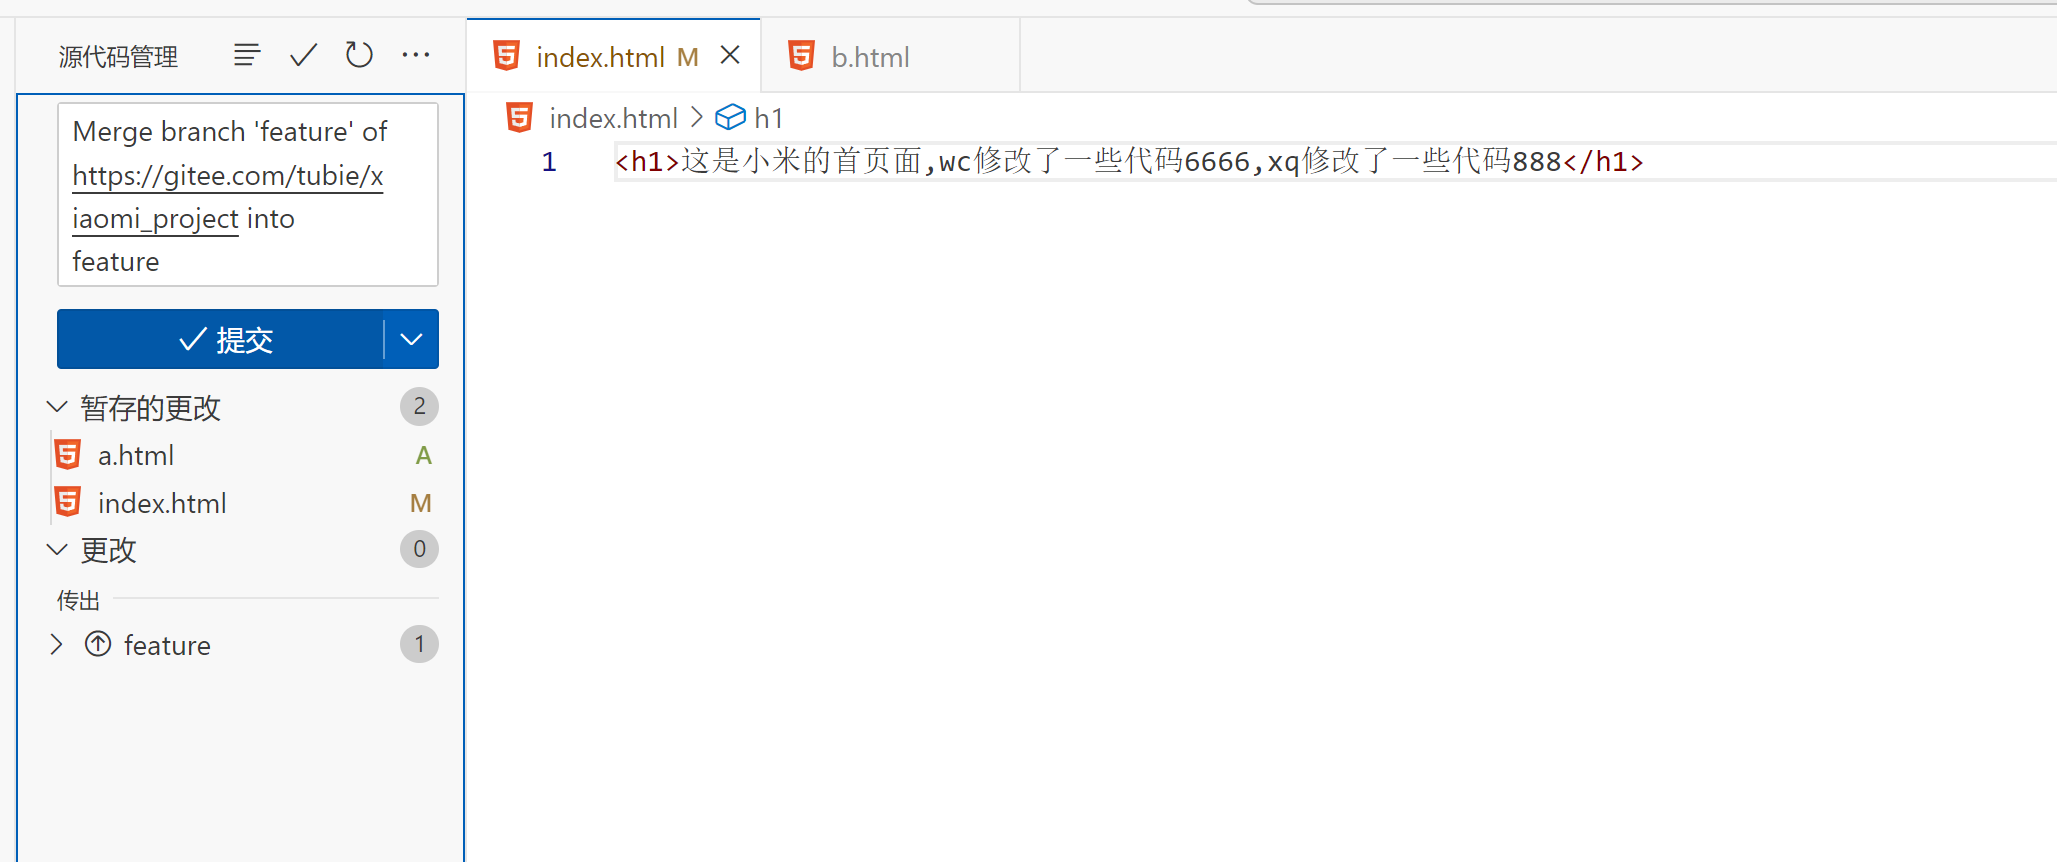 源代码管理
index.html M
b.html
Merge branch 'feature' of
https://gitee.com/tubie/x
iaomi_project into
feature
提交
暂存的更改 2
a.html A
index.html M
更改 0
传出
feature 1
index.html > h1
1 <h1>这是小米的首页面,wc修改了一些代码6666,xq修改了一些代码888</h1>